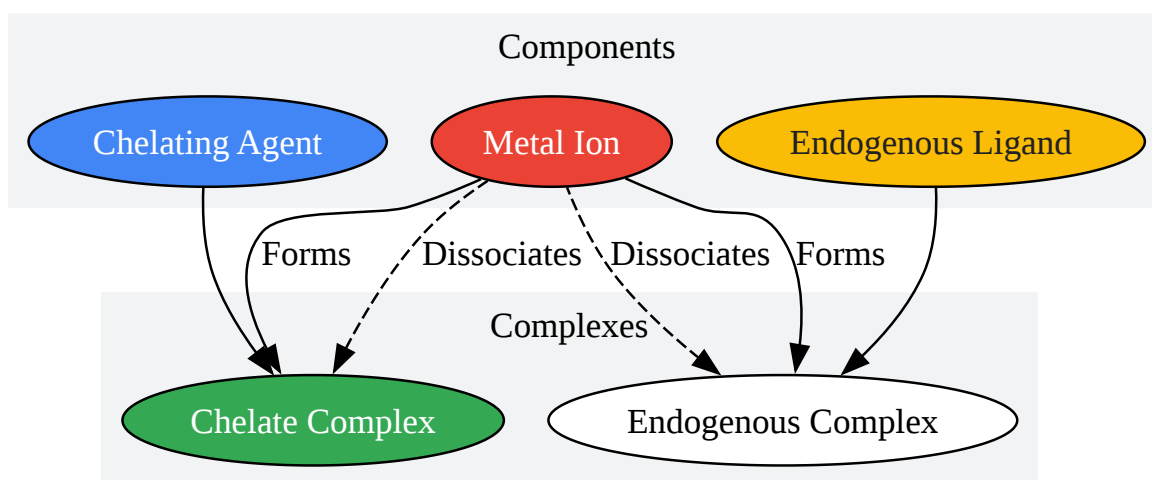 Components
Chelating Agent
Metal Ion
Endogenous Ligand
Forms
Dissociates
Dissociates
Forms
Complexes
Chelate Complex
Endogenous Complex